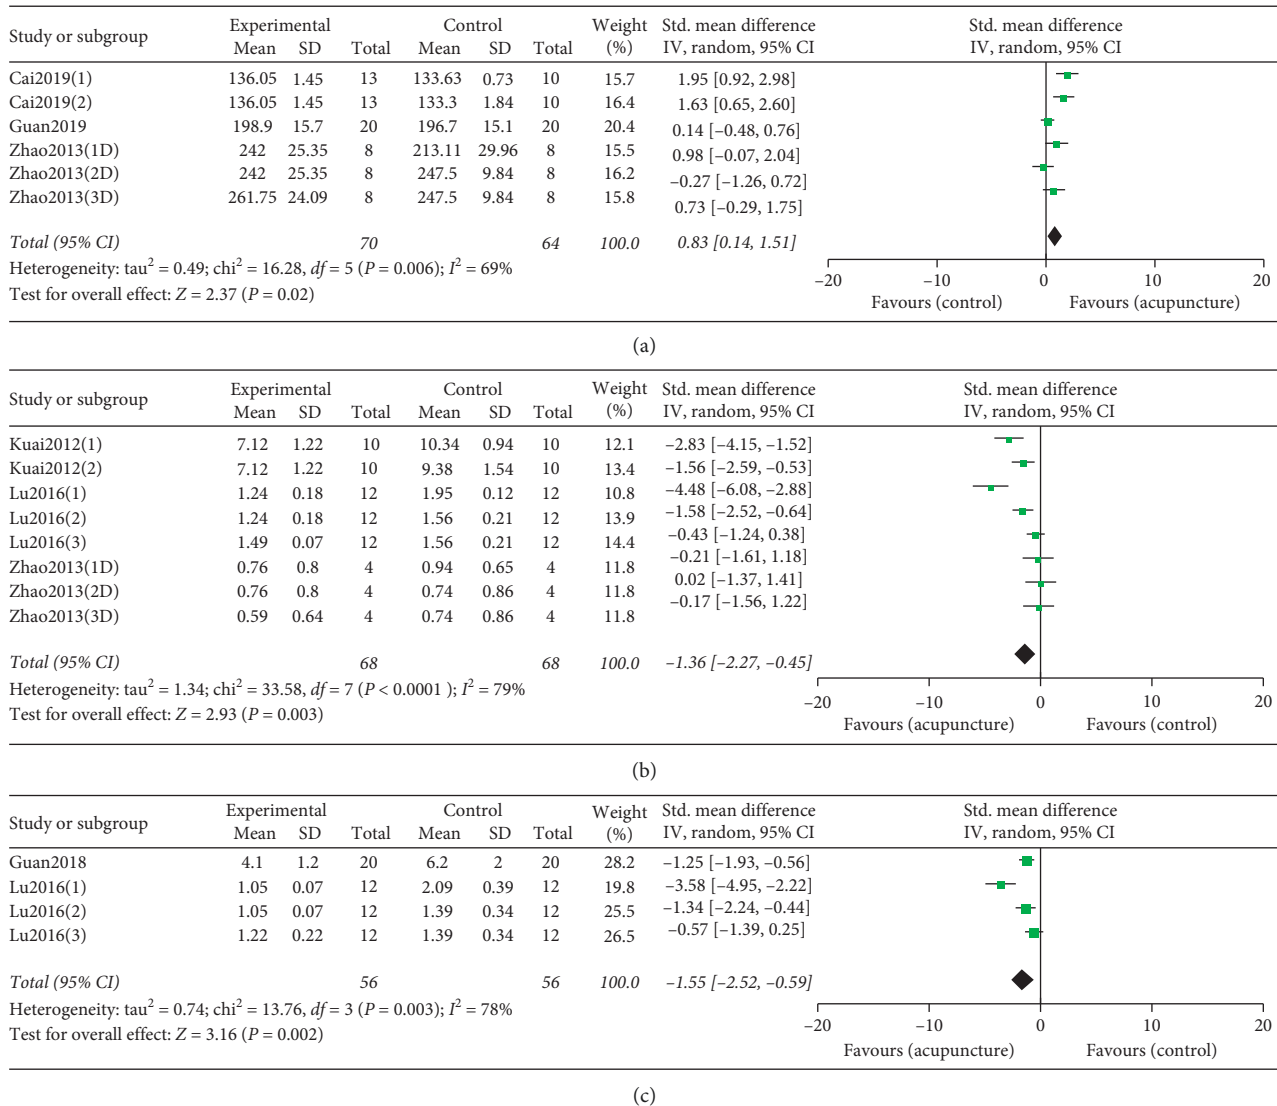 Study or subgroup Experimental Control Weight (%) Std. mean difference IV, random, 95% CI Std. mean difference IV, random, 95% CI
Mean SD Total Mean SD Total
Cai2019(1) 136.05 1.45 13 133.63 0.73 10 15.7 1.95 [0.92, 2.98]
Cai2019(2) 136.05 1.45 13 133.3 1.84 10 16.4 1.63 [0.65, 2.60]
Guan2019 198.9 15.7 20 196.7 15.1 20 20.4 0.14 [–0.48, 0.76]
Zhao2013(1D) 242 25.35 8 213.11 29.96 8 15.5 0.98 [–0.07, 2.04]
Zhao2013(2D) 242 25.35 8 247.5 9.84 8 16.2 –0.27 [–1.26, 0.72]
Zhao2013(3D) 261.75 24.09 8 247.5 9.84 8 15.8 0.73 [–0.29, 1.75]
Total (95% CI) 70 64 100.0 0.83 [0.14, 1.51]
Heterogeneity: tau² = 0.49; chi² = 16.28, df = 5 (P = 0.006); I² = 69%
Test for overall effect: Z = 2.37 (P = 0.02)
–20 –10 0 10 20
Favours (control) Favours (acupuncture)
(a)
Study or subgroup Experimental Control Weight (%) Std. mean difference IV, random, 95% CI Std. mean difference IV, random, 95% CI
Mean SD Total Mean SD Total
Kuai2012(1) 7.12 1.22 10 10.34 0.94 10 12.1 –2.83 [–4.15, –1.52]
Kuai2012(2) 7.12 1.22 10 9.38 1.54 10 13.4 –1.56 [–2.59, –0.53]
Lu2016(1) 1.24 0.18 12 1.95 0.12 12 10.8 –4.48 [–6.08, –2.88]
Lu2016(2) 1.24 0.18 12 1.56 0.21 12 13.9 –1.58 [–2.52, –0.64]
Lu2016(3) 1.49 0.07 12 1.56 0.21 12 14.4 –0.43 [–1.24, 0.38]
Zhao2013(1D) 0.76 0.8 4 0.94 0.65 4 11.8 –0.21 [–1.61, 1.18]
Zhao2013(2D) 0.76 0.8 4 0.74 0.86 4 11.8 0.02 [–1.37, 1.41]
Zhao2013(3D) 0.59 0.64 4 0.74 0.86 4 11.8 –0.17 [–1.56, 1.22]
Total (95% CI) 68 68 100.0 –1.36 [–2.27, –0.45]
Heterogeneity: tau² = 1.34; chi² = 33.58, df = 7 (P < 0.0001 ); I² = 79%
Test for overall effect: Z = 2.93 (P = 0.003)
–20 –10 0 10 20
Favours (acupuncture) Favours (control)
(b)
Study or subgroup Experimental Control Weight (%) Std. mean difference IV, random, 95% CI Std. mean difference IV, random, 95% CI
Mean SD Total Mean SD Total
Guan2018 4.1 1.2 20 6.2 2 20 28.2 –1.25 [–1.93, –0.56]
Lu2016(1) 1.05 0.07 12 2.09 0.39 12 19.8 –3.58 [–4.95, –2.22]
Lu2016(2) 1.05 0.07 12 1.39 0.34 12 25.5 –1.34 [–2.24, –0.44]
Lu2016(3) 1.22 0.22 12 1.39 0.34 12 26.5 –0.57 [–1.39, 0.25]
Total (95% CI) 56 56 100.0 –1.55 [–2.52, –0.59]
Heterogeneity: tau² = 0.74; chi² = 13.76, df = 3 (P = 0.003); I² = 78%
Test for overall effect: Z = 3.16 (P = 0.002)
–20 –10 0 10 20
Favours (acupuncture) Favours (control)
(c)